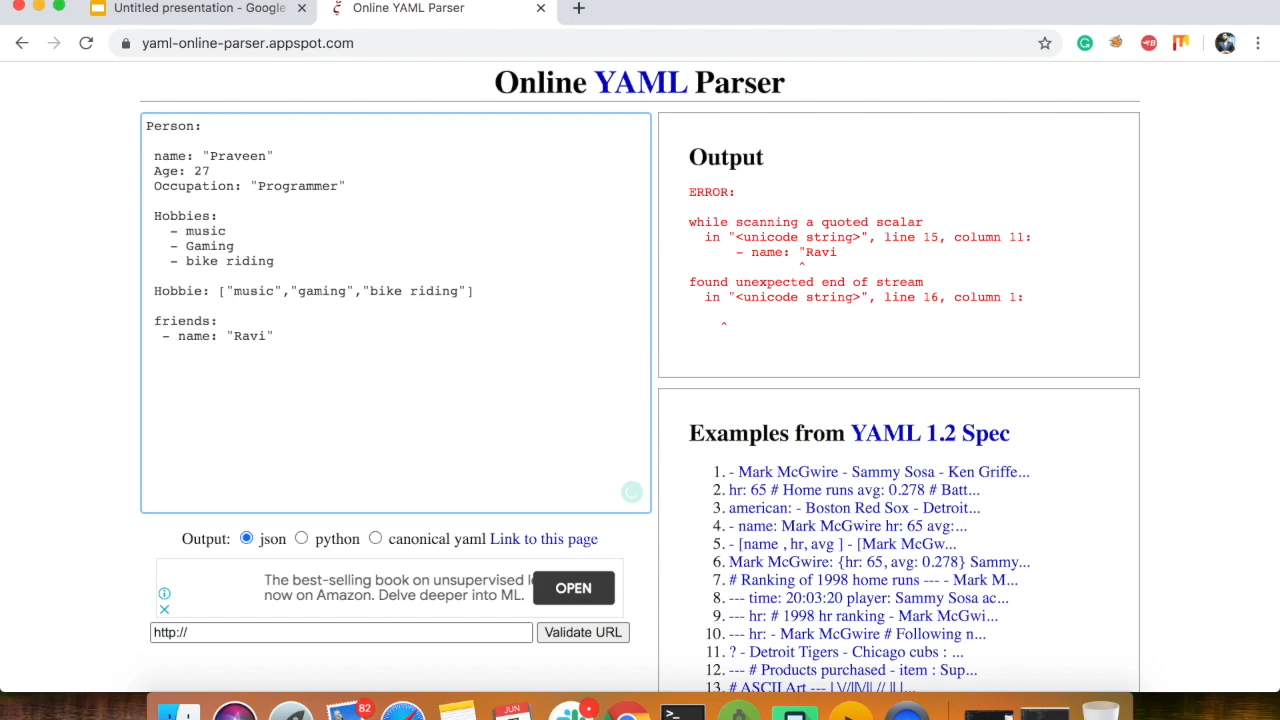 Untitled presentation - Google
Online YAML Parser
yaml-online-parser.appspot.com
Online YAML Parser
Person:
name: "Praveen"
Age: 27
Occupation: "Programmer"
Hobbies:
- music
- Gaming
- bike riding
Hobbie: ["music","gaming","bike riding"]
friends:
- name: "Ravi"
Output: json python canonical yaml Link to this page
The best-selling book on unsupervised le
now on Amazon. Delve deeper into ML.
OPEN
http://
Validate URL
Output
ERROR:
while scanning a quoted scalar
in "<unicode string>", line 15, column 11:
- name: "Ravi
^
found unexpected end of stream
in "<unicode string>", line 16, column 1:
^
Examples from YAML 1.2 Spec
1. - Mark McGwire - Sammy Sosa - Ken Griffe...
2. hr: 65 # Home runs avg: 0.278 # Batt...
3. american: - Boston Red Sox - Detroit...
4. - name: Mark McGwire hr: 65 avg:...
5. - [name , hr, avg ] - [Mark McGw...
6. Mark McGwire: {hr: 65, avg: 0.278} Sammy...
7. # Ranking of 1998 home runs --- - Mark M...
8. --- time: 20:03:20 player: Sammy Sosa ac...
9. --- hr: # 1998 hr ranking - Mark McGwi...
10. --- hr: - Mark McGwire # Following n...
11. ? - Detroit Tigers - Chicago cubs : ...
12. --- # Products purchased - item : Sup...
13. # ASCII Art ---
82
JUN